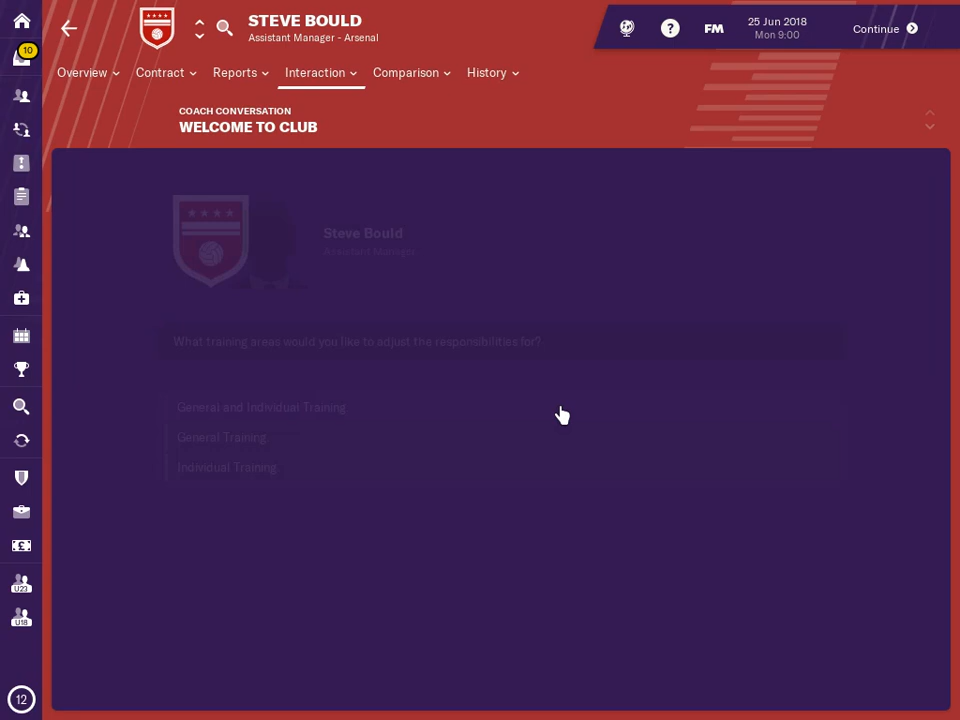 STEVE BOULD
Assistant Manager - Arsenal
25 Jun 2018
Mon 9:00
FM
Continue
10
Overview
Contract
Reports
Interaction
Comparison
History
COACH CONVERSATION
WELCOME TO CLUB
Steve Bould
Assistant Manager
What training areas would you like to adjust the responsibilities for?
General and Individual Training
General Training
Individual Training
U23
U18
12